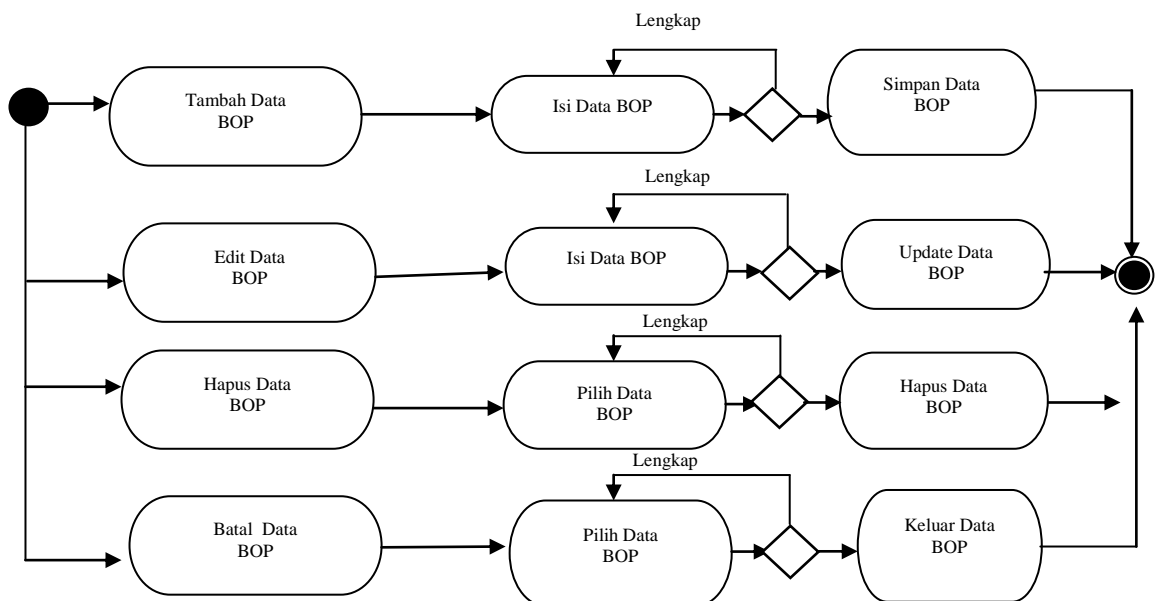 Lengkap
Tambah Data
BOP
Isi Data BOP
Simpan Data
BOP
Lengkap
Edit Data
BOP
Isi Data BOP
Update Data
BOP
Lengkap
Hapus Data
BOP
Pilih Data
BOP
Hapus Data
BOP
Lengkap
Batal Data
BOP
Pilih Data
BOP
Keluar Data
BOP